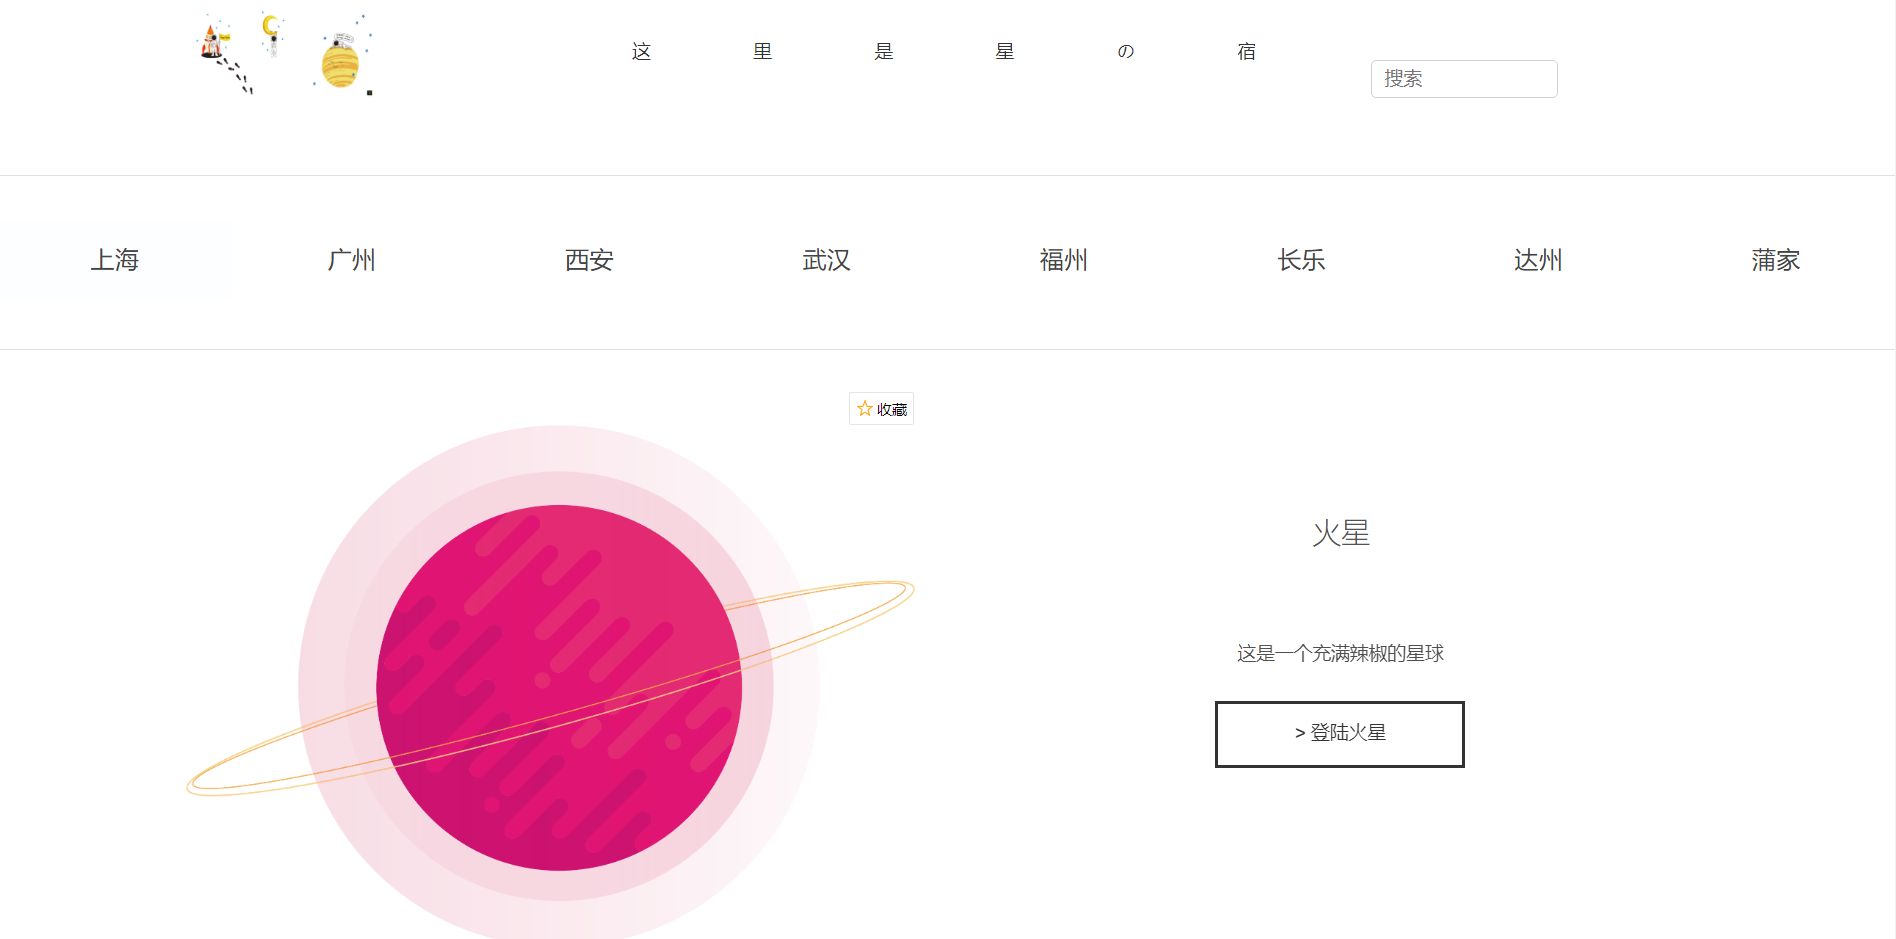 这 里 是 星 の 宿
搜索
上海 广州 西安 武汉 福州 长乐 达州 蒲家
收藏
火星
这是一个充满辣椒的星球
> 登陆火星